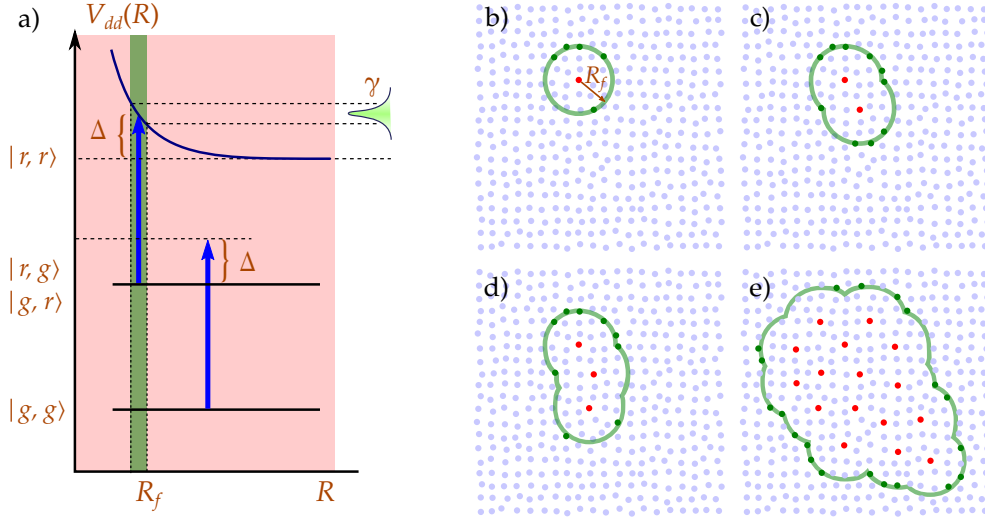 a)
V_dd(R)
γ
Δ
|r, r⟩
Δ
|r, g⟩
|g, r⟩
|g, g⟩
R_f
R
b)
R_f
c)
d)
e)